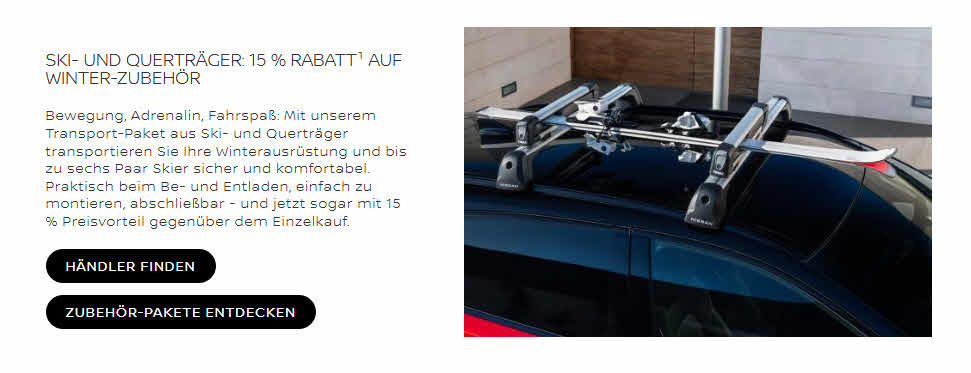 SKI- UND QUERTRÄGER: 15 % RABATT¹ AUF
WINTER-ZUBEHÖR
Bewegung, Adrenalin, Fahrspaß: Mit unserem
Transport-Paket aus Ski- und Querträger
transportieren Sie Ihre Winterausrüstung und bis
zu sechs Paar Skier sicher und komfortabel.
Praktisch beim Be- und Entladen, einfach zu
montieren, abschließbar - und jetzt sogar mit 15
% Preisvorteil gegenüber dem Einzelkauf.
HÄNDLER FINDEN
ZUBEHÖR-PAKETE ENTDECKEN
NISSAN
NISSAN